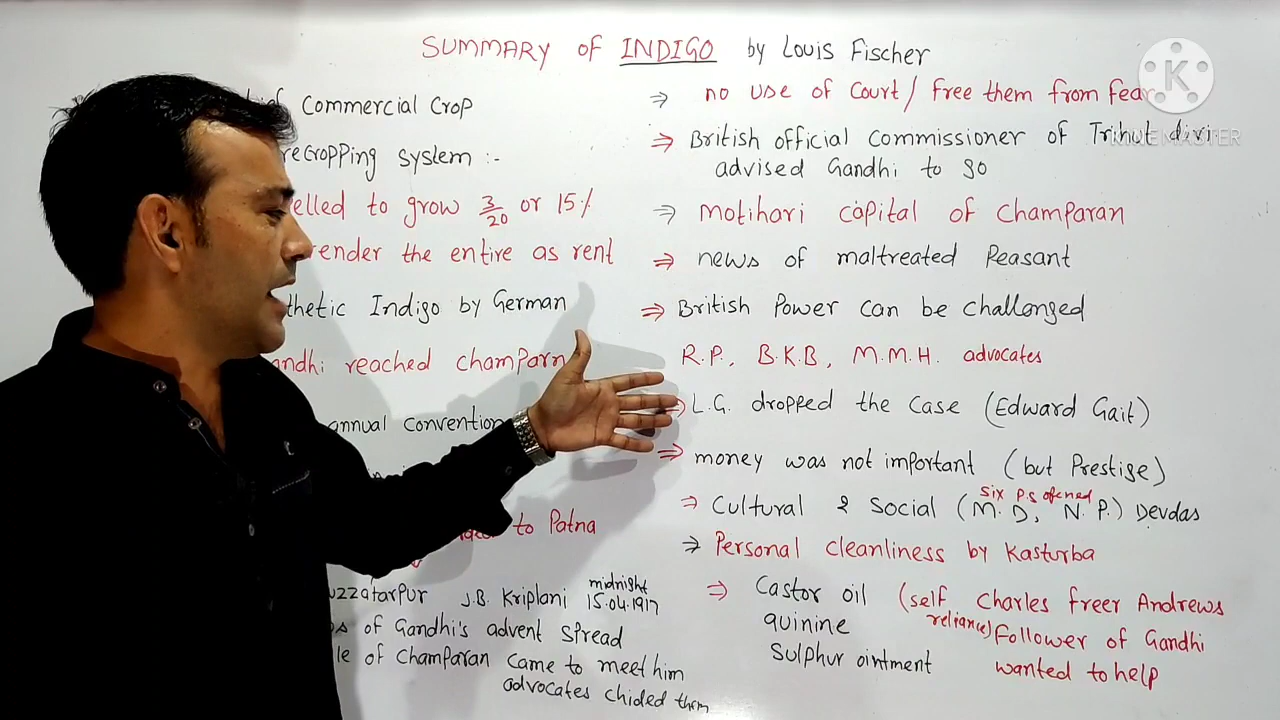 SUMMARY of INDIGO by Louis Fischer
of Commercial Crop
recropping system :-
elled to grow 3/20 or 15%
render the entire as rent
thetic Indigo by German
andhi reached champarn
annual convention
to Patna
uzzafarpur J.B. Kriplani midnight 15.04.1917
of Gandhi's advent spread
le of Champaran came to meet him
advocates chided them
⇒ no use of Court / free them from fear
⇒ British official commissioner of Trihut divi
advised Gandhi to go
⇒ Motihari capital of Champaran
⇒ news of maltreated Peasant
⇒ British Power can be challanged
R.P., B.K.B, M.M.H. advocates
⇒ L.G. dropped the case (Edward Gait)
⇒ money was not important (but Prestige)
six P.S opened
⇒ Cultural & Social (M.D, N.P.) Devdas
⇒ Personal cleanliness by Kasturba
⇒ Castor oil
quinine
Sulphur ointment
(self reliance) Charles freer Andrews
follower of Gandhi
wanted to help
K
KINEMASTER